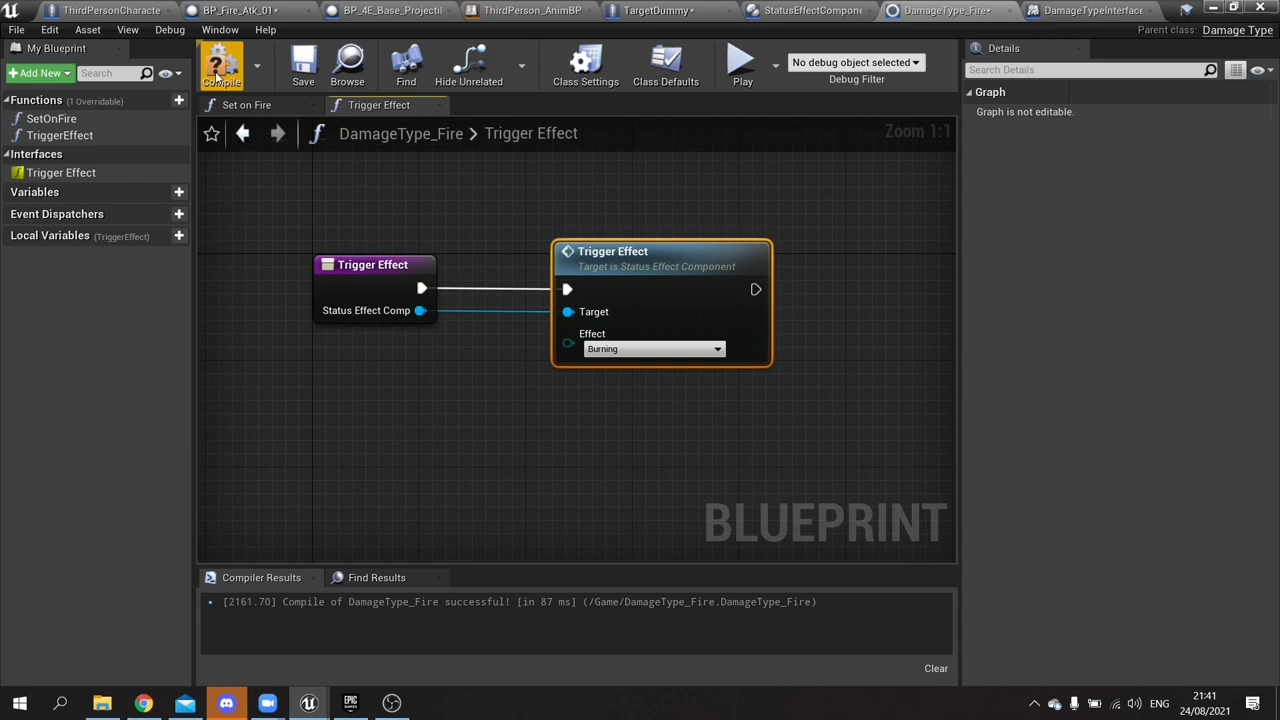 ThirdPersonCharacte
BP_Fire_Atk_01*
BP_4E_Base_Projectil
ThirdPerson_AnimBP
TargetDummy*
StatusEffectCompone
DamageType_Fire*
DamageTypeInterface
File
Edit
Asset
View
Debug
Window
Help
Parent class: Damage Type
My Blueprint
Add New
Search
Compile
Save
Browse
Find
Hide Unrelated
Class Settings
Class Defaults
Play
No debug object selected
Debug Filter
Details
Search Details
Graph
Graph is not editable.
Functions (1 Overridable)
SetOnFire
TriggerEffect
Interfaces
Trigger Effect
Variables
Event Dispatchers
Local Variables (TriggerEffect)
Set on Fire
Trigger Effect
DamageType_Fire > Trigger Effect
Zoom 1:1
Trigger Effect
Status Effect Comp
Trigger Effect
Target is Status Effect Component
Target
Effect
Burning
BLUEPRINT
Compiler Results
Find Results
[2161.70] Compile of DamageType_Fire successful! [in 87 ms] (/Game/DamageType_Fire.DamageType_Fire)
Clear
EPIC
GAMES
ENG
21:41
24/08/2021